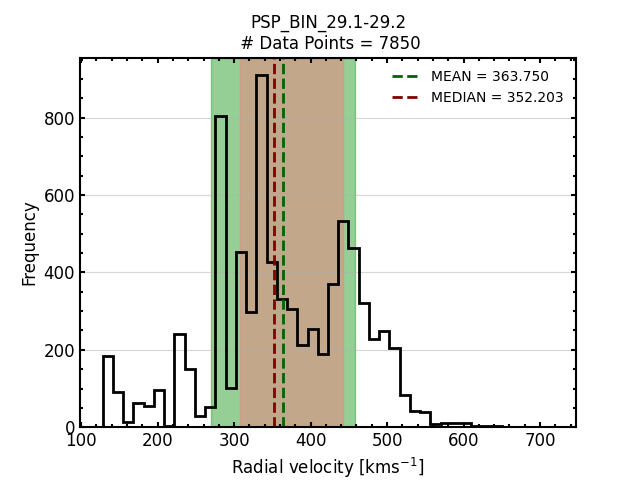 PSP_BIN_29.1-29.2
# Data Points = 7850
MEAN = 363.750
MEDIAN = 352.203
Frequency
800
600
400
200
0
100 200 300 400 500 600 700
Radial velocity [kms⁻¹]